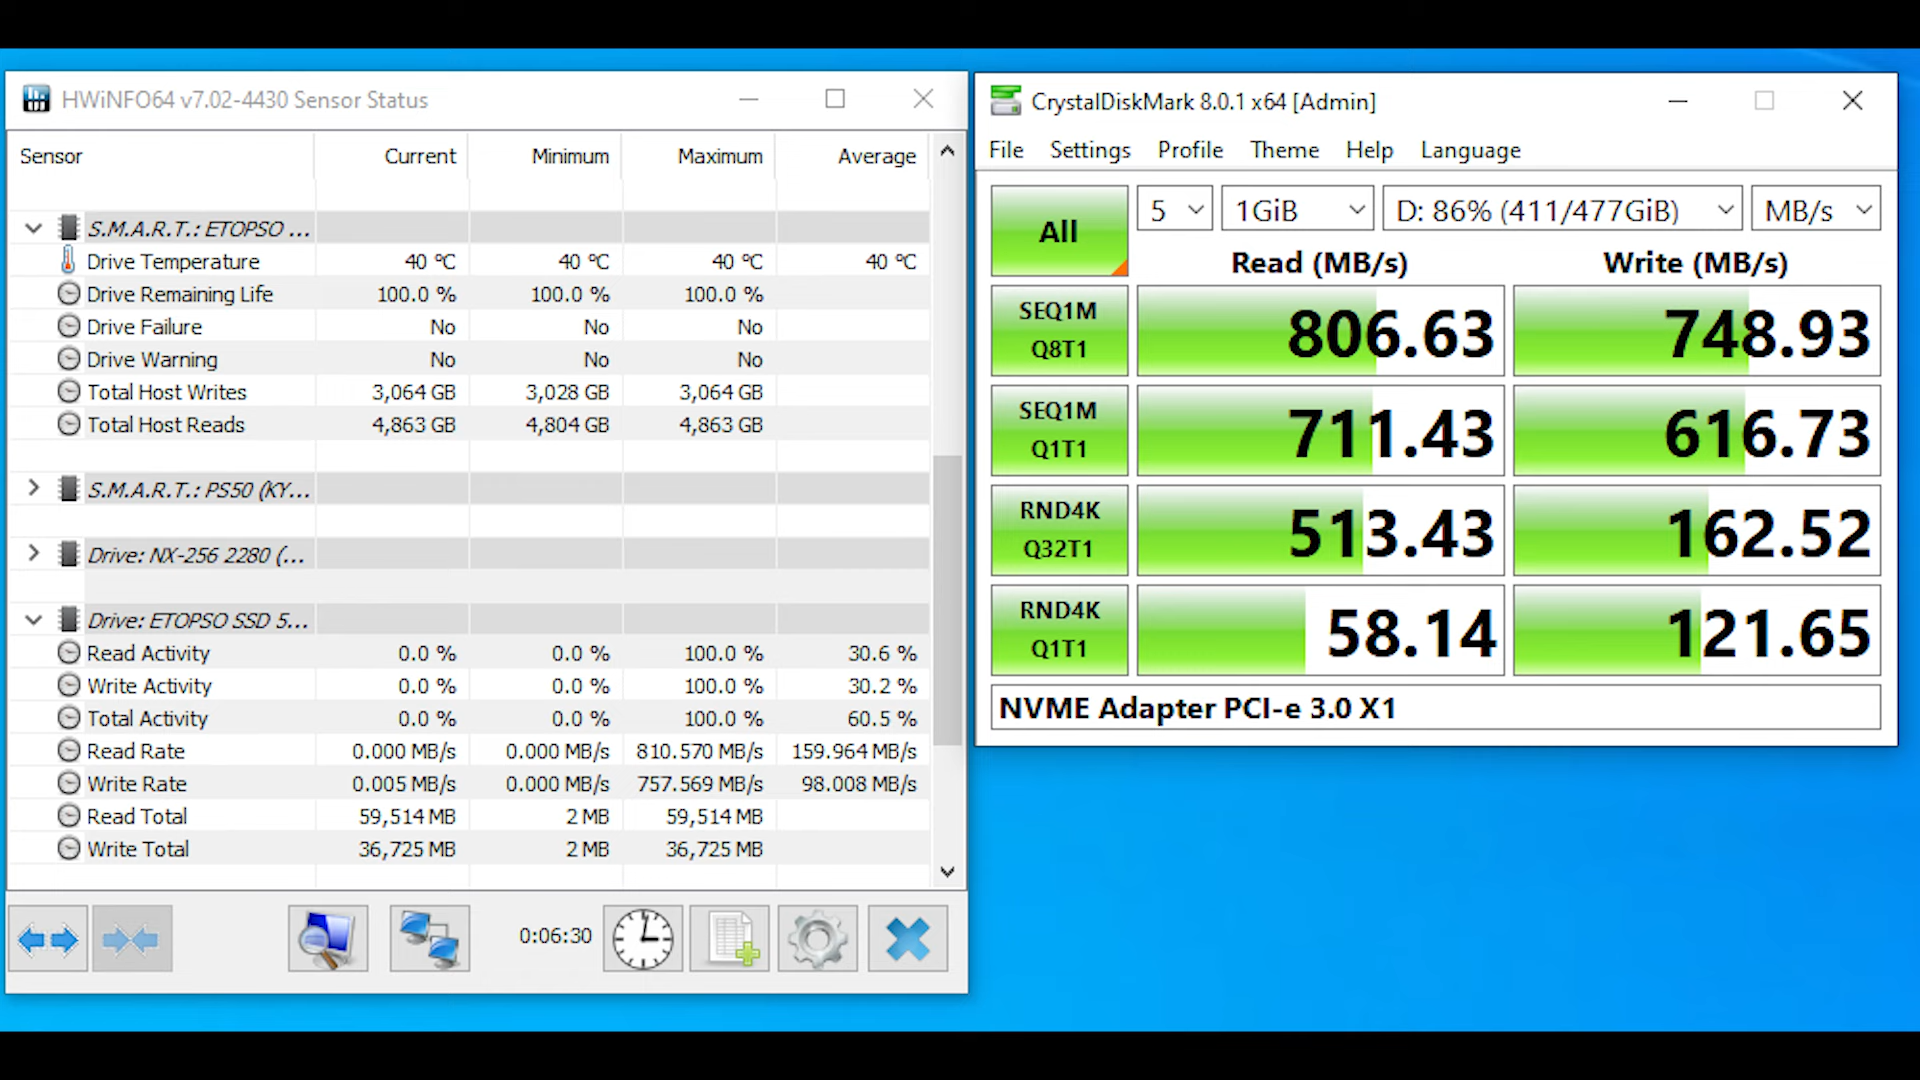 HWiNFO64 v7.02-4430 Sensor Status
Sensor Current Minimum Maximum Average
S.M.A.R.T.: ETOPSO ...
Drive Temperature 40 °C 40 °C 40 °C 40 °C
Drive Remaining Life 100.0 % 100.0 % 100.0 %
Drive Failure No No No
Drive Warning No No No
Total Host Writes 3,064 GB 3,028 GB 3,064 GB
Total Host Reads 4,863 GB 4,804 GB 4,863 GB
S.M.A.R.T.: PS50 (KY...
Drive: NX-256 2280 (...
Drive: ETOPSO SSD 5...
Read Activity 0.0 % 0.0 % 100.0 % 30.6 %
Write Activity 0.0 % 0.0 % 100.0 % 30.2 %
Total Activity 0.0 % 0.0 % 100.0 % 60.5 %
Read Rate 0.000 MB/s 0.000 MB/s 810.570 MB/s 159.964 MB/s
Write Rate 0.005 MB/s 0.000 MB/s 757.569 MB/s 98.008 MB/s
Read Total 59,514 MB 2 MB 59,514 MB
Write Total 36,725 MB 2 MB 36,725 MB
0:06:30
CrystalDiskMark 8.0.1 x64 [Admin]
File Settings Profile Theme Help Language
All 5 1GiB D: 86% (411/477GiB) MB/s
Read (MB/s) Write (MB/s)
SEQ1M
Q8T1 806.63 748.93
SEQ1M
Q1T1 711.43 616.73
RND4K
Q32T1 513.43 162.52
RND4K
Q1T1 58.14 121.65
NVME Adapter PCI-e 3.0 X1